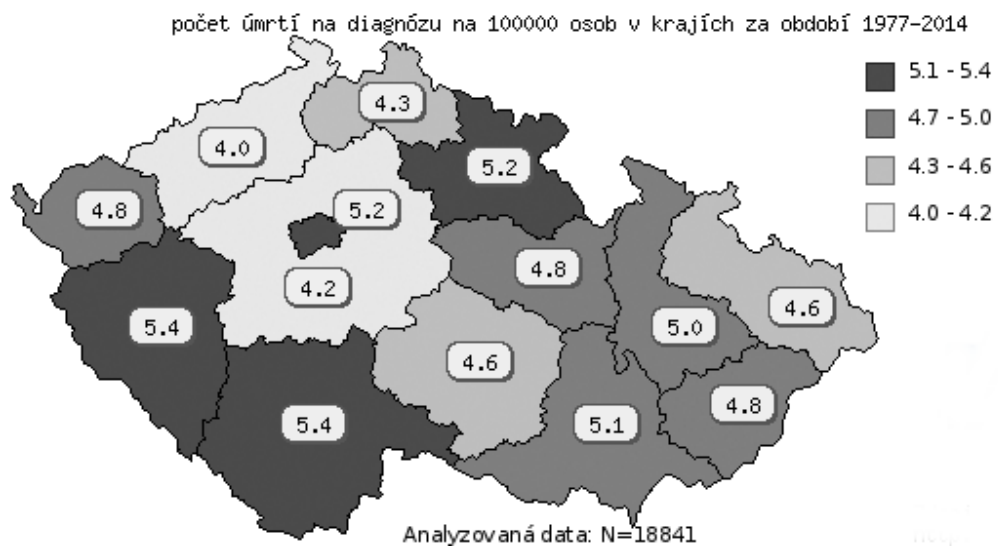 počet úmrtí na diagnózu na 100000 osob v krajích za období 1977-2014
5.1 - 5.4
4.7 - 5.0
4.3 - 4.6
4.0 - 4.2
4.3
4.0
5.2
4.8
5.2
4.8
4.2
4.6
5.4
5.0
4.6
4.8
5.4
5.1
Analyzovaná data: N=18841